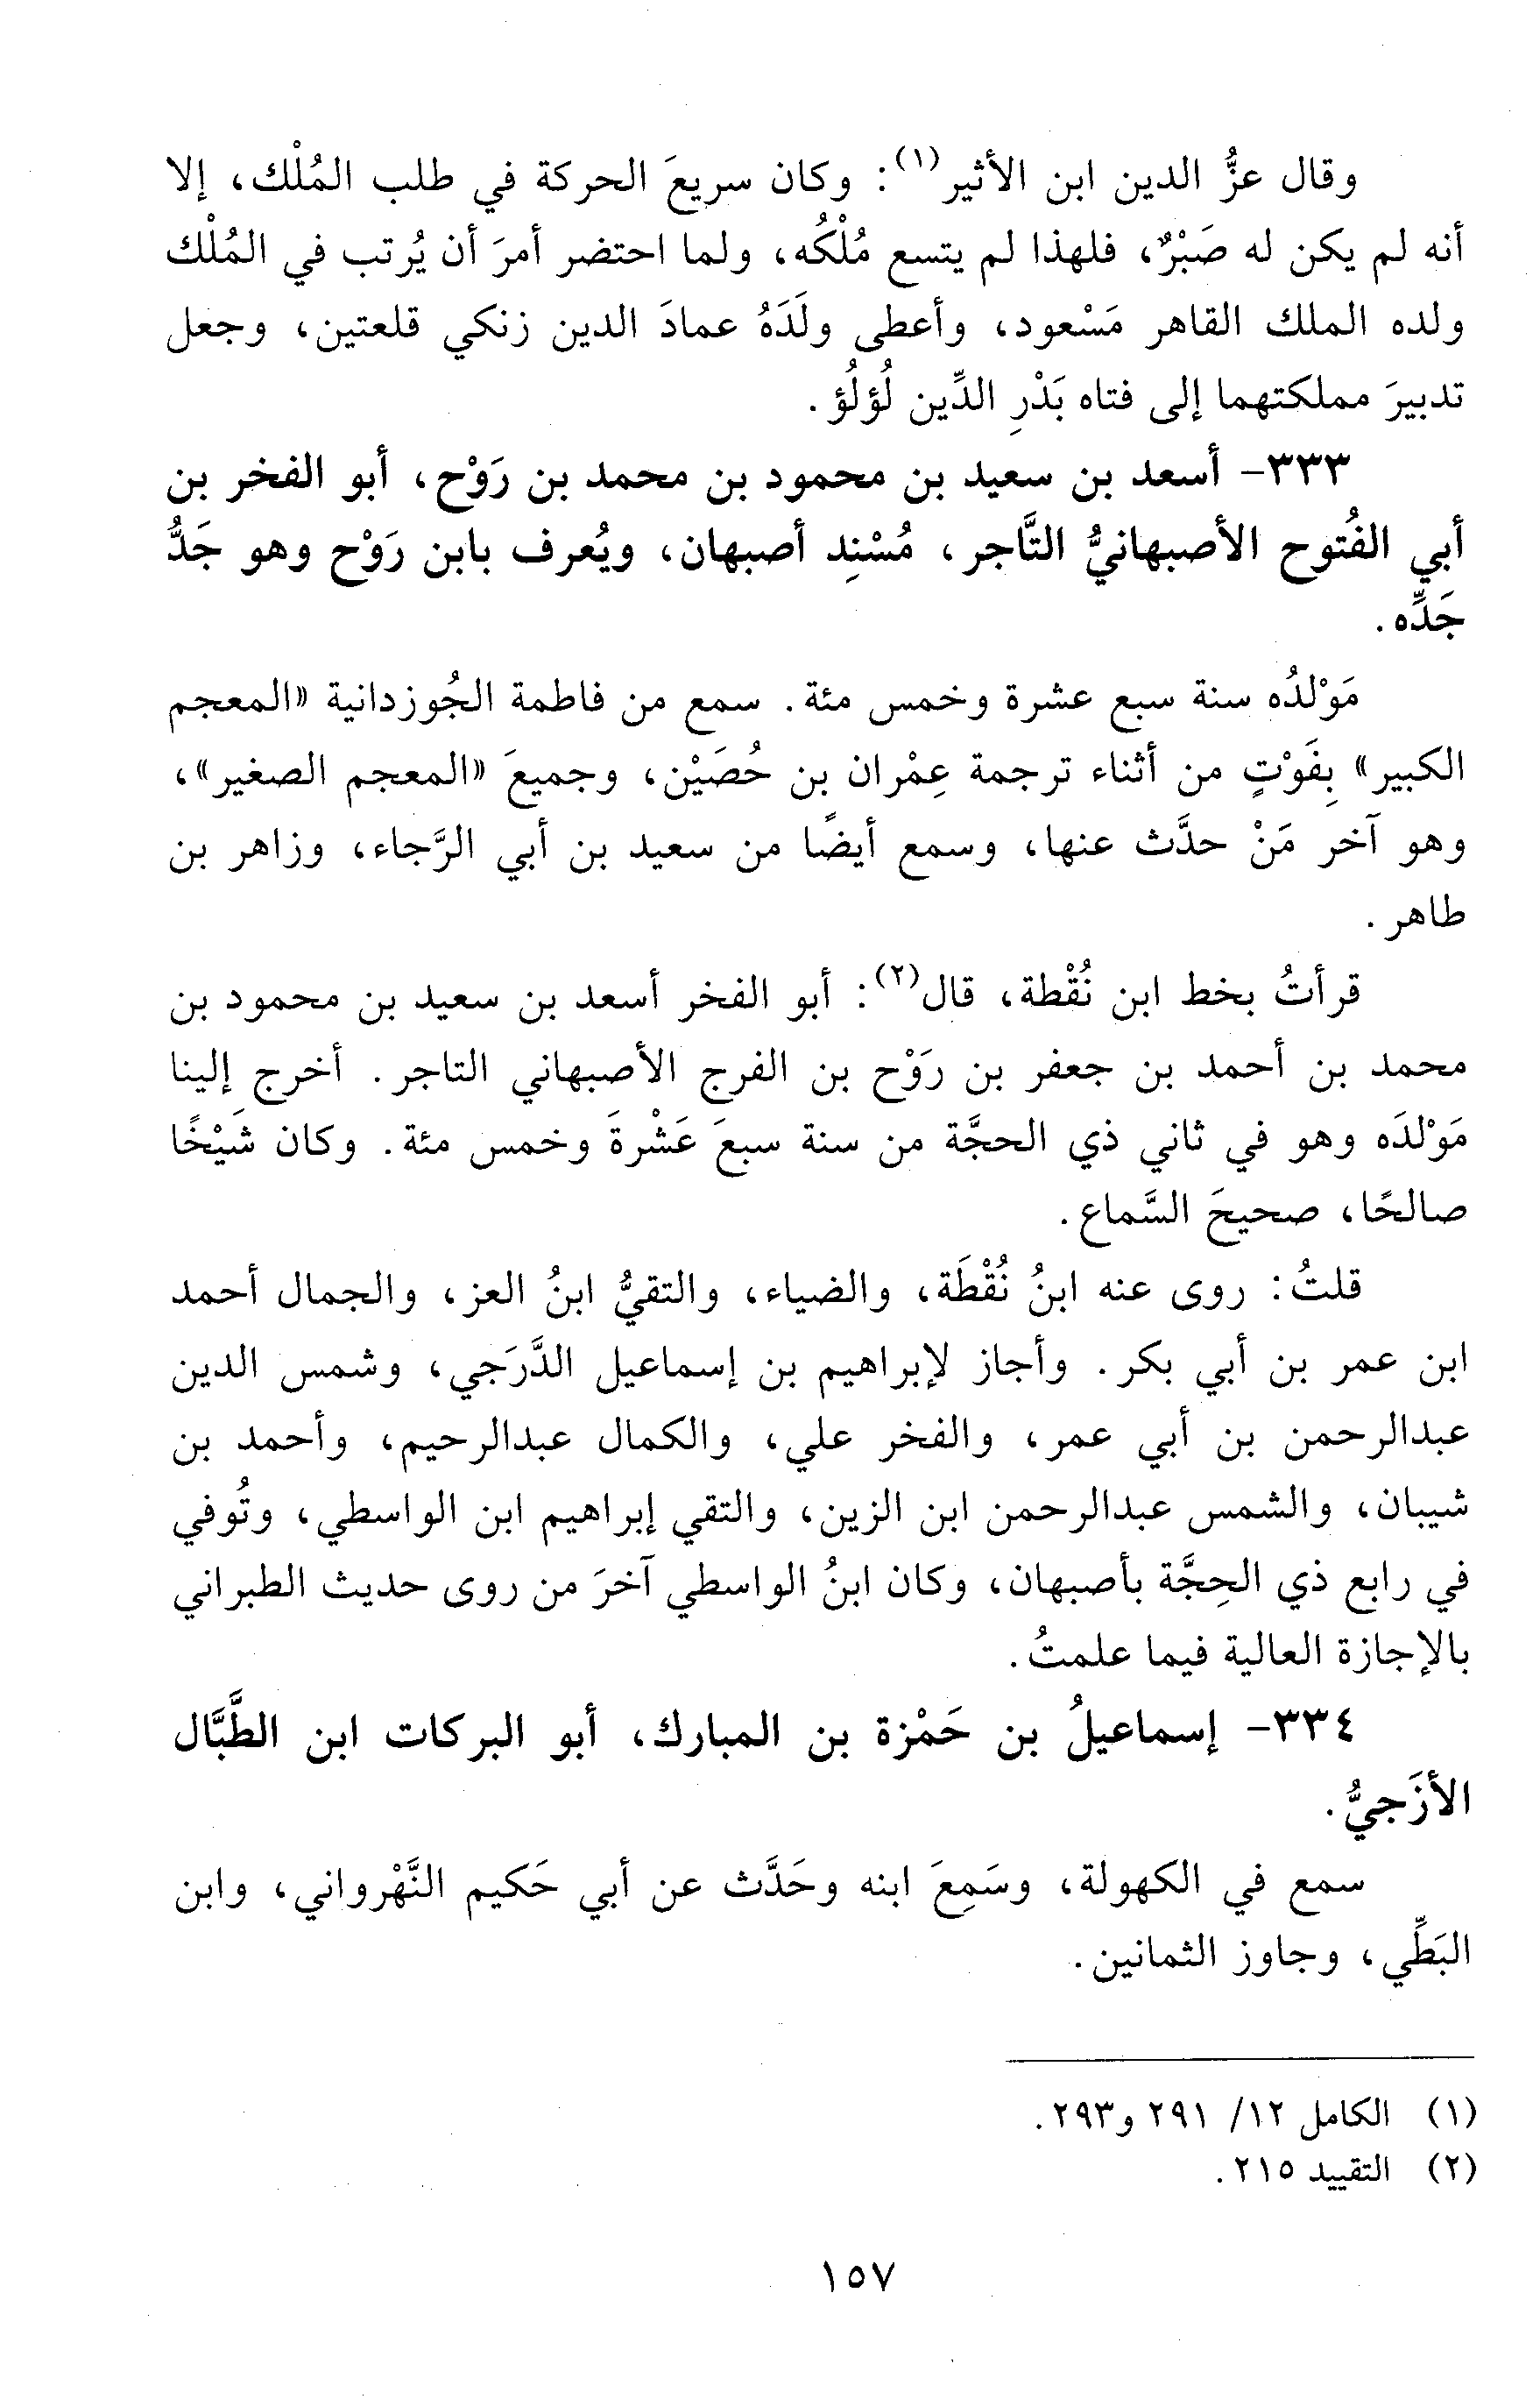 وقال عزُّ الدين ابن الأثير(١): وكان سريعَ الحركة في طلب المُلْك، إلا
أنه لم يكن له صَبْرٌ، فلهذا لم يتسع مُلْكُه، ولما احتضر أمرَ أن يُرتب في المُلْك
ولده الملك القاهر مَسْعود، وأعطى ولَدَهُ عمادَ الدين زنكي قلعتين، وجعل
تدبيرَ مملكتهما إلى فتاه بَدْرِ الدِّين لُؤلُؤ.
٣٣٣- أسعد بن سعيد بن محمود بن محمد بن رَوْح، أبو الفخر بن
أبي الفُتوح الأصبهانيُّ التَّاجر، مُسْنِد أصبهان، ويُعرف بابن رَوْح وهو جَدُّ
جَدِّه.
مَوْلدُه سنة سبع عشرة وخمس مئة. سمع من فاطمة الجُوزدانية «المعجم
الكبير» بِفَوْتٍ من أثناء ترجمة عِمْران بن حُصَيْن، وجميعَ «المعجم الصغير»،
وهو آخر مَنْ حدَّث عنها، وسمع أيضًا من سعيد بن أبي الرَّجاء، وزاهر بن
طاهر.
قرأتُ بخط ابن نُقْطة، قال(٢): أبو الفخر أسعد بن سعيد بن محمود بن
محمد بن أحمد بن جعفر بن رَوْح بن الفرج الأصبهاني التاجر. أخرج إلينا
مَوْلدَه وهو في ثاني ذي الحجَّة من سنة سبعَ عَشْرةَ وخمس مئة. وكان شَيْخًا
صالحًا، صحيحَ السَّماع.
قلتُ: روى عنه ابنُ نُقْطَة، والضياء، والتقيُّ ابنُ العز، والجمال أحمد
ابن عمر بن أبي بكر. وأجاز لإبراهيم بن إسماعيل الدَّرَجي، وشمس الدين
عبدالرحمن بن أبي عمر، والفخر علي، والكمال عبدالرحيم، وأحمد بن
شيبان، والشمس عبدالرحمن ابن الزين، والتقي إبراهيم ابن الواسطي، وتُوفي
في رابع ذي الحِجَّة بأصبهان، وكان ابنُ الواسطي آخرَ من روى حديث الطبراني
بالإجازة العالية فيما علمتُ.
٣٣٤- إسماعيلُ بن حَمْزة بن المبارك، أبو البركات ابن الطَّبَّال
الأزَجيُّ.
سمع في الكهولة، وسَمِعَ ابنه وحَدَّث عن أبي حَكيم النَّهْرواني، وابن
البَطِّي، وجاوز الثمانين.
(١) الكامل ١٢/ ٢٩١ و٢٩٣.
(٢) التقييد ٢١٥.
١٥٧